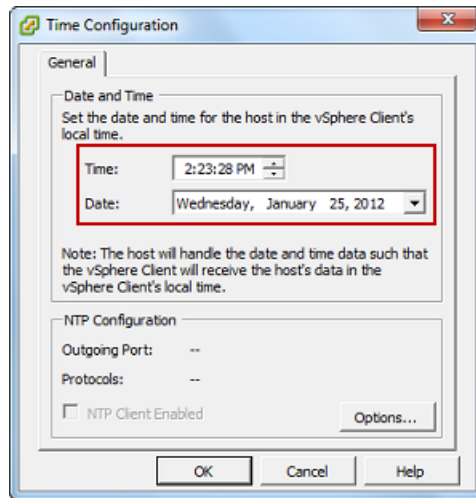 Time Configuration
General
Date and Time
Set the date and time for the host in the vSphere Client's
local time.
Time: 2:23:28 PM
Date: Wednesday, January 25, 2012
Note: The host will handle the date and time data such that
the vSphere Client will receive the host's data in the
vSphere Client's local time.
NTP Configuration
Outgoing Port: --
Protocols: --
NTP Client Enabled
Options...
OK Cancel Help